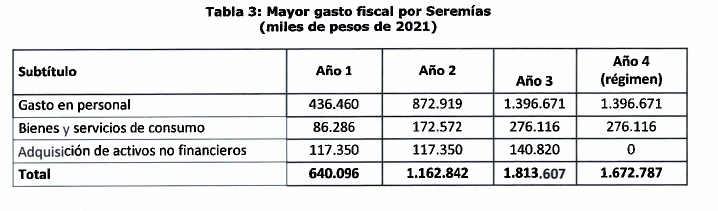 Tabla 3: Mayor gasto fiscal por Seremías
(miles de pesos de 2021)
Subtítulo Año 1 Año 2 Año 3 Año 4 (régimen)
Gasto en personal 436.460 872.919 1.396.671 1.396.671
Bienes y servicios de consumo 86.286 172.572 276.116 276.116
Adquisición de activos no financieros 117.350 117.350 140.820 0
Total 640.096 1.162.842 1.813.607 1.672.787